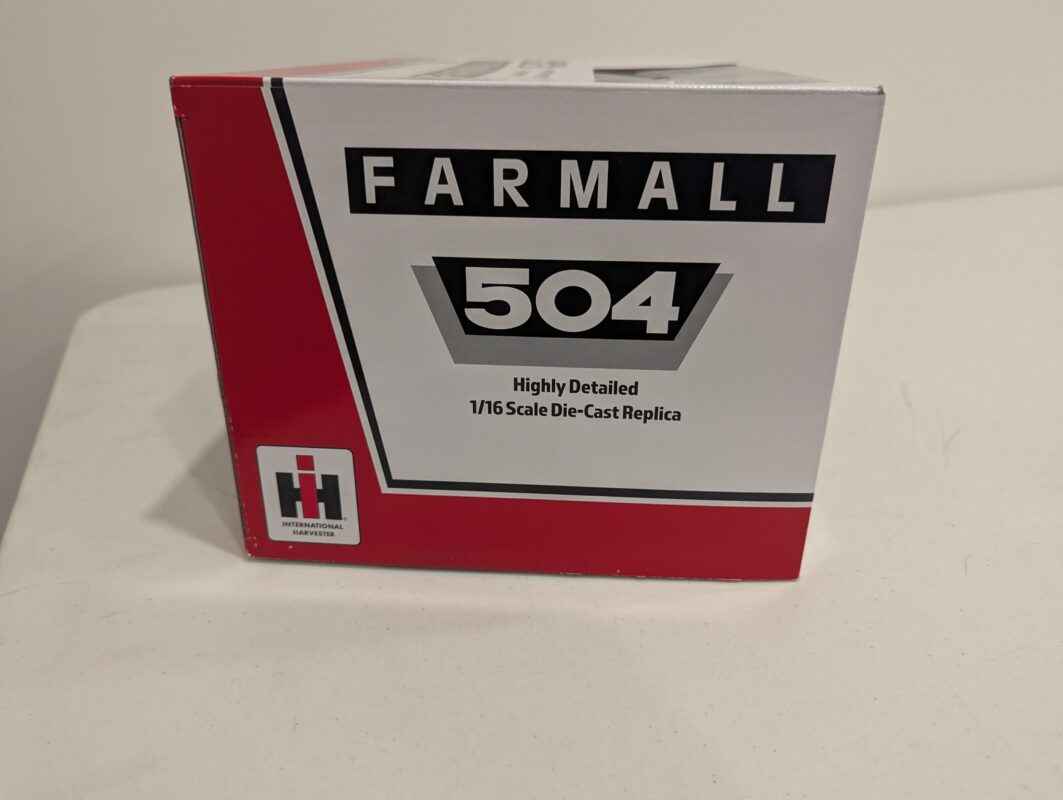 FARMALL
504
Highly Detailed
1/16 Scale Die-Cast Replica
IH
INTERNATIONAL
HARVESTER